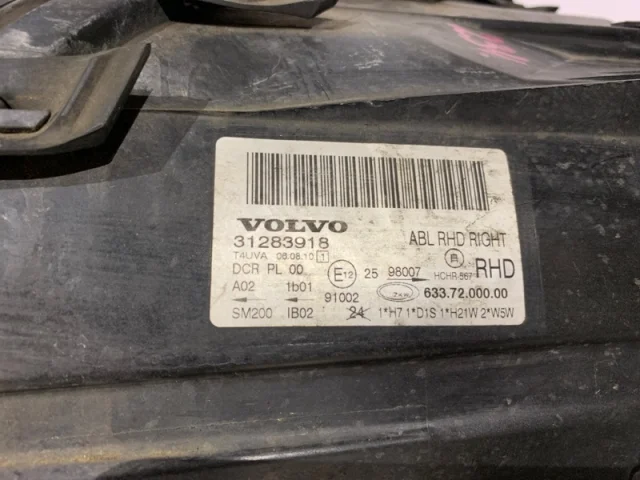 VOLVO
31283918
ABL RHD RIGHT
T4UVA 06.08.10 1
DCR PL 00 E12 25 98007 HCHR 567 RHD
A02 1b01 91002 633.72.000.00
SM200 IB02 24 1*H7 1*D1S 1*H21W 2*W5W